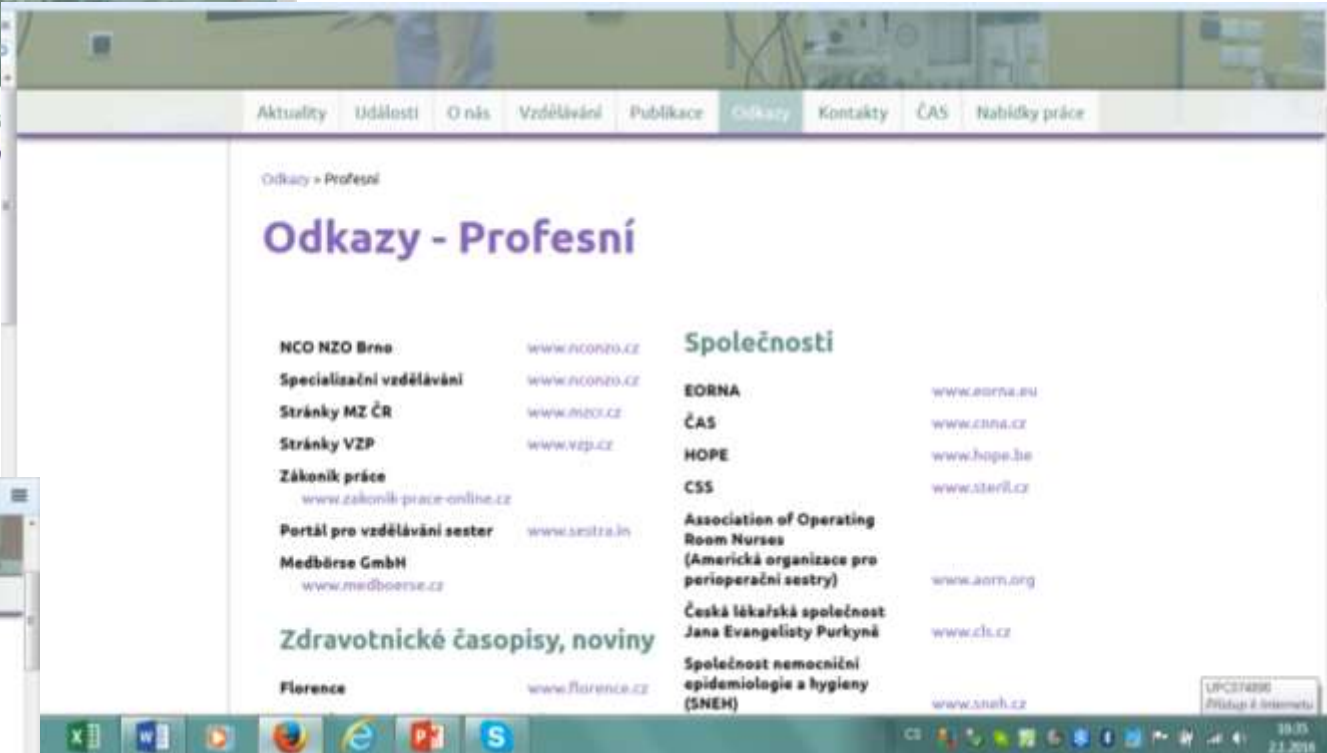 Aktuality Události O nás Vzdělávání Publikace Odkazy Kontakty ČAS Nabídky práce
Odkazy » Profesní
Odkazy - Profesní
NCO NZO Brno www.nconzo.cz
Specializační vzdělávání www.nconzo.cz
Stránky MZ ČR www.mzcr.cz
Stránky VZP www.vzp.cz
Zákoník práce
www.zakonik-prace-online.cz
Portál pro vzdělávání sester www.sestra.in
Medbörse GmbH
www.medboerse.cz
Zdravotnické časopisy, noviny
Florence www.florence.cz
Společnosti
EORNA www.eorna.eu
ČAS www.cnna.cz
HOPE www.hope.be
CSS www.steril.cz
Association of Operating
Room Nurses
(Americká organizace pro
perioperační sestry) www.aorn.org
Česká lékařská společnost
Jana Evangelisty Purkyně www.cls.cz
Společnost nemocniční
epidemiologie a hygieny
(SNEH) www.sneh.cz
Přístup k Internetu
CS